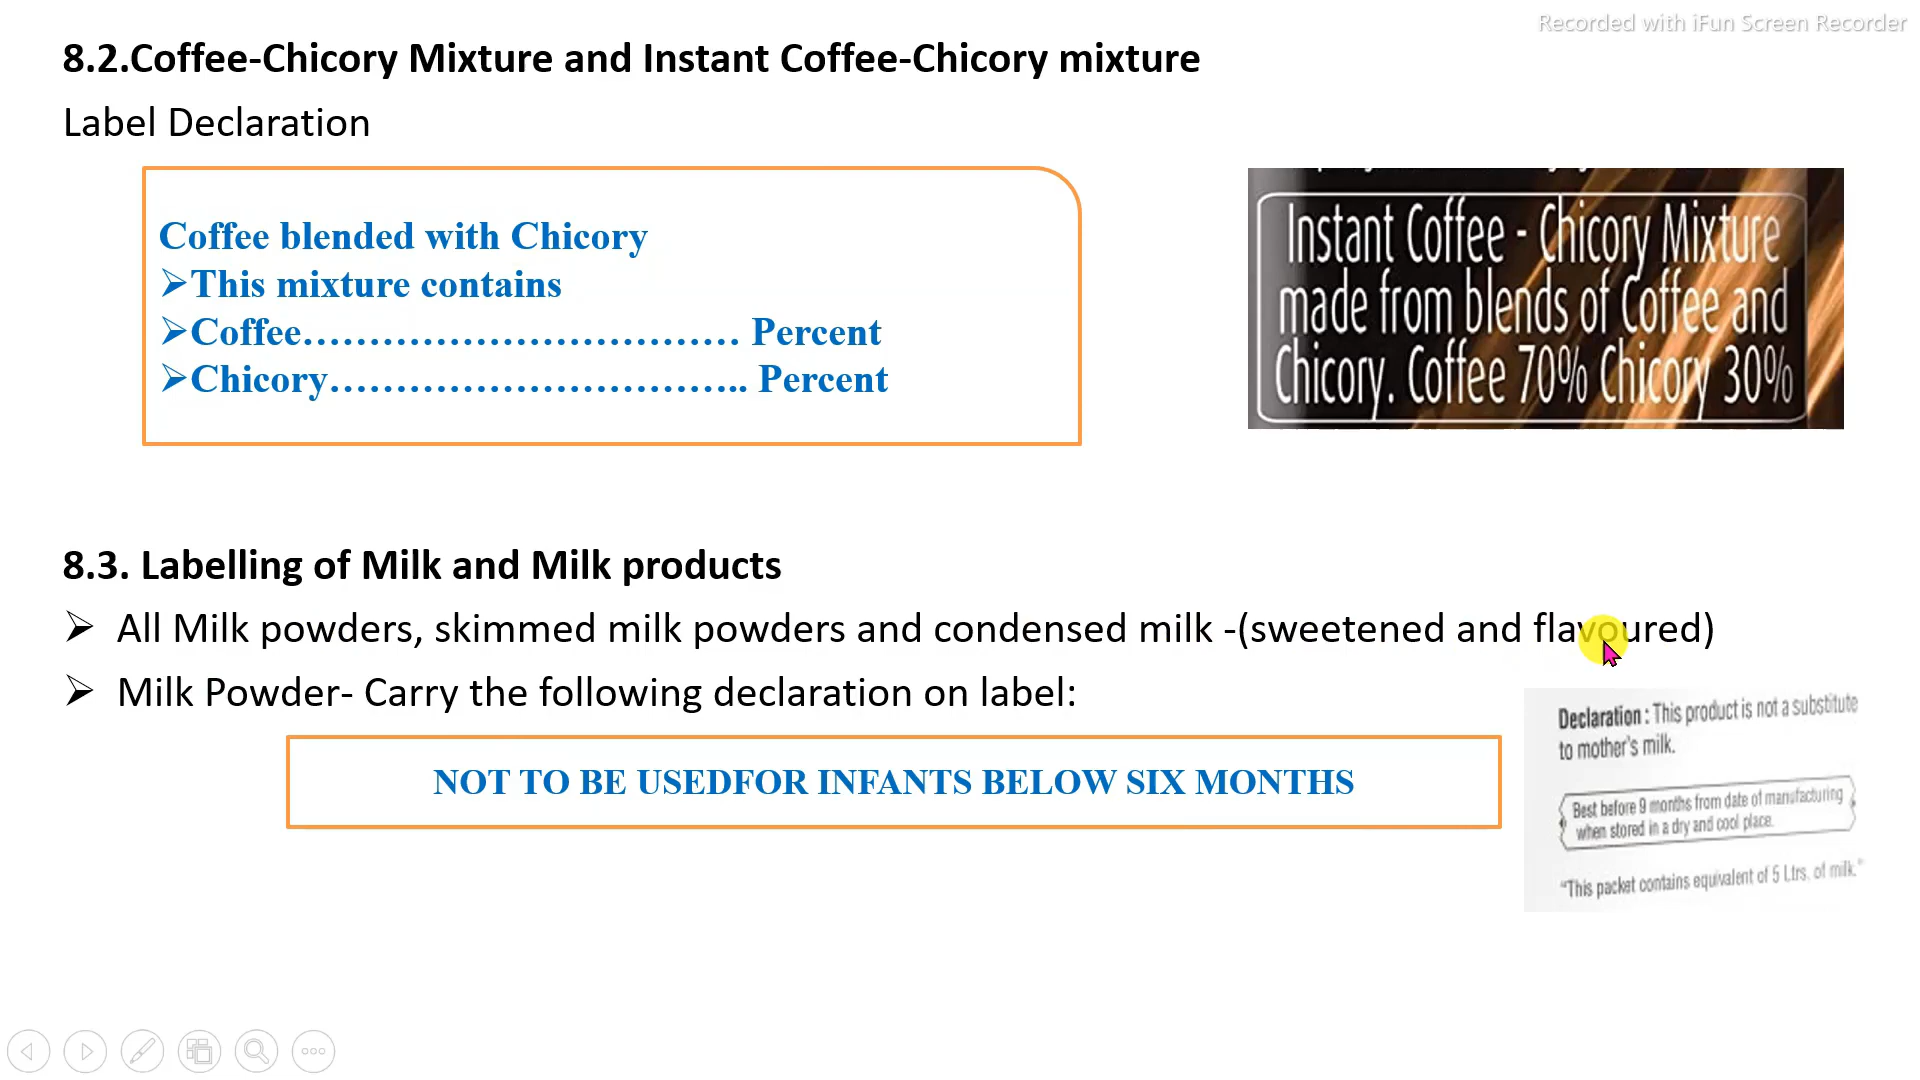 Recorded with iFun Screen Recorder
8.2.Coffee-Chicory Mixture and Instant Coffee-Chicory mixture
Label Declaration
Coffee blended with Chicory
➢This mixture contains
➢Coffee…………………………… Percent
➢Chicory………………………….. Percent
Instant Coffee - Chicory Mixture
made from blends of Coffee and
Chicory. Coffee 70% Chicory 30%
8.3. Labelling of Milk and Milk products
➢ All Milk powders, skimmed milk powders and condensed milk -(sweetened and flavoured)
➢ Milk Powder- Carry the following declaration on label:
NOT TO BE USEDFOR INFANTS BELOW SIX MONTHS
Declaration : This product is not a substitute
to mother's milk.
Best before 9 months from date of manufacturing
when stored in a dry and cool place.
"This packet contains equivalent of 5 Ltrs. of milk."